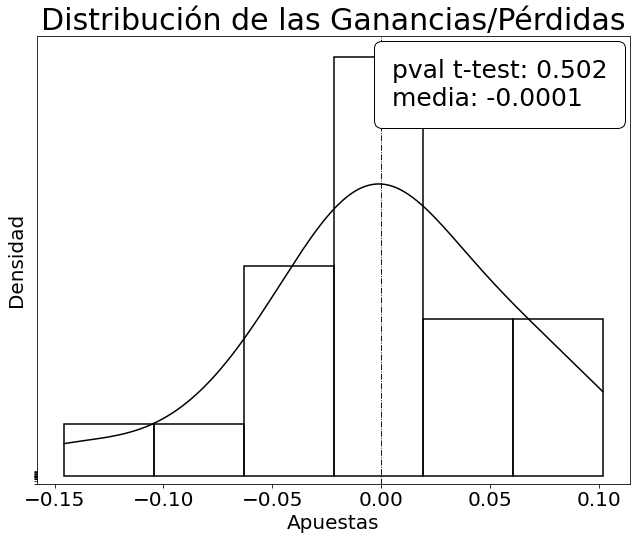 Distribución de las Ganancias/Pérdidas
pval t-test: 0.502
media: -0.0001
Densidad
−0.15 −0.10 −0.05 0.00 0.05 0.10
Apuestas